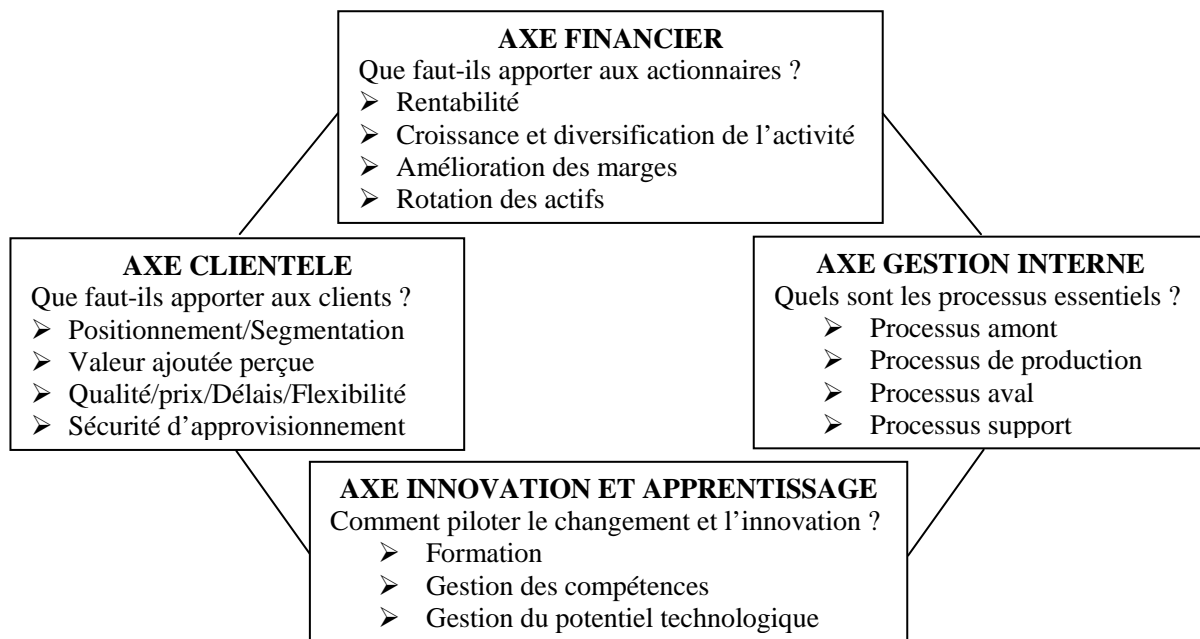 AXE FINANCIER
Que faut-ils apporter aux actionnaires ?
➢ Rentabilité
➢ Croissance et diversification de l’activité
➢ Amélioration des marges
➢ Rotation des actifs
AXE CLIENTELE
Que faut-ils apporter aux clients ?
➢ Positionnement/Segmentation
➢ Valeur ajoutée perçue
➢ Qualité/prix/Délais/Flexibilité
➢ Sécurité d’approvisionnement
AXE GESTION INTERNE
Quels sont les processus essentiels ?
➢ Processus amont
➢ Processus de production
➢ Processus aval
➢ Processus support
AXE INNOVATION ET APPRENTISSAGE
Comment piloter le changement et l’innovation ?
➢ Formation
➢ Gestion des compétences
➢ Gestion du potentiel technologique